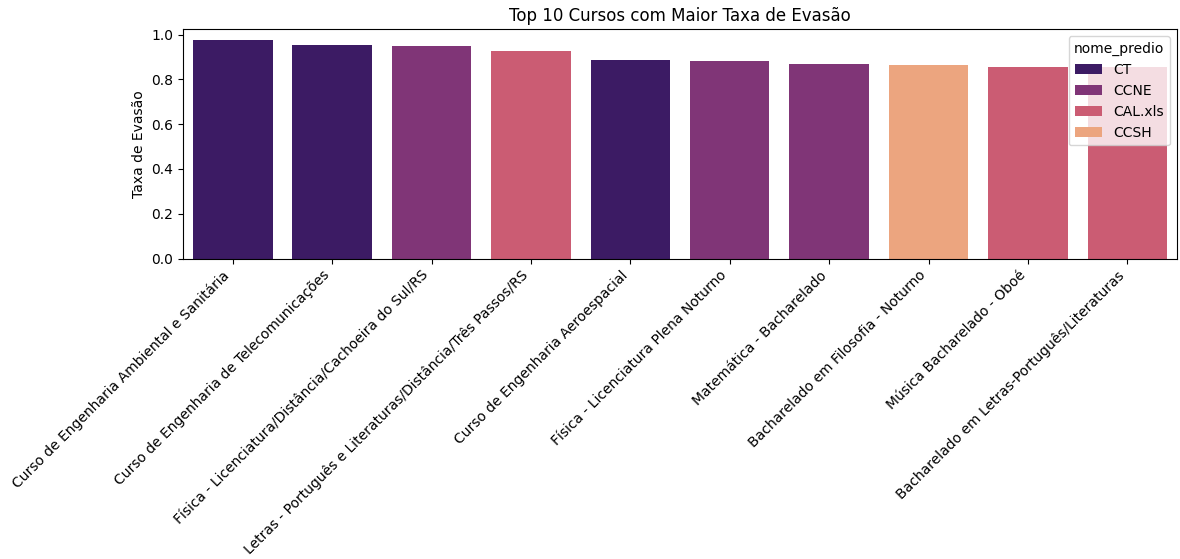 Top 10 Cursos com Maior Taxa de Evasão
Taxa de Evasão
1.0
0.8
0.6
0.4
0.2
0.0
nome_predio
CT
CCNE
CAL.xls
CCSH
Curso de Engenharia Ambiental e Sanitária
Curso de Engenharia de Telecomunicações
Física - Licenciatura/Distância/Cachoeira do Sul/RS
Letras - Português e Literaturas/Distância/Três Passos/RS
Curso de Engenharia Aeroespacial
Física - Licenciatura Plena Noturno
Matemática - Bacharelado
Bacharelado em Filosofia - Noturno
Música Bacharelado - Oboé
Bacharelado em Letras-Português/Literaturas